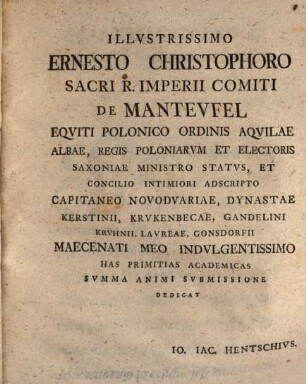 ILLVSTRISSIMO
ERNESTO CHRISTOPHORO
SACRI R. IMPERII COMITI
DE MANTEVFEL
EQVITI POLONICO ORDINIS AQVILAE
ALBAE, REGIS POLONIARVM ET ELECTORIS
SAXONIAE MINISTRO STATVS, ET
CONCILIO INTIMIORI ADSCRIPTO
CAPITANEO NOVODVARIAE, DYNASTAE
KERSTINII, KRVKENBECAE, GANDELINI
KRVHNII, LAVREAE, GONSDORFII
MAECENATI MEO INDVLGENTISSIMO
HAS PRIMITIAS ACADEMICAS
SVMMA ANIMI SVBMISSIONE
DEDICAT
IO. IAC. HENTSCHIVS.